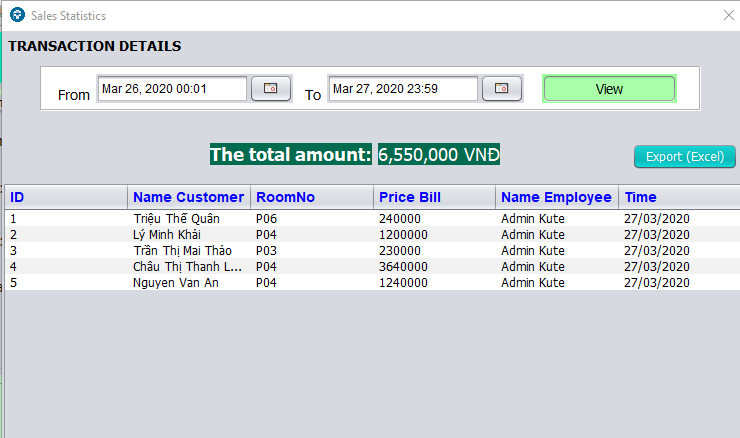 Sales Statistics
TRANSACTION DETAILS
From Mar 26, 2020 00:01 To Mar 27, 2020 23:59 View
The total amount: 6,550,000 VNĐ
Export (Excel)
ID Name Customer RoomNo Price Bill Name Employee Time
1 Triệu Thế Quân P06 240000 Admin Kute 27/03/2020
2 Lý Minh Khải P04 1200000 Admin Kute 27/03/2020
3 Trần Thị Mai Thảo P03 230000 Admin Kute 27/03/2020
4 Châu Thị Thanh L... P04 3640000 Admin Kute 27/03/2020
5 Nguyen Van An P04 1240000 Admin Kute 27/03/2020